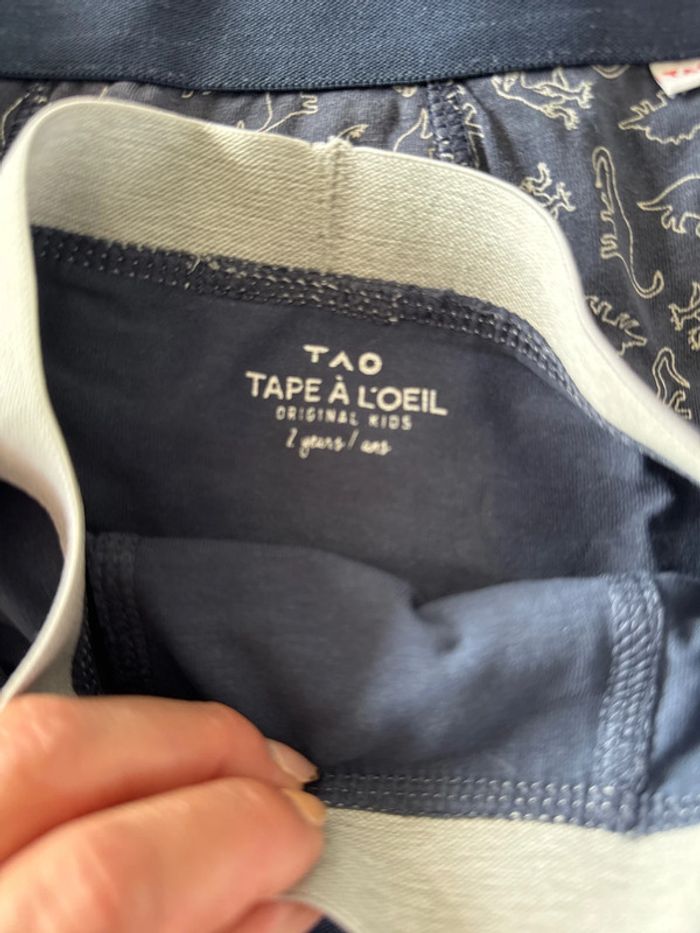 TAO
TAPE À L'OEIL
ORIGINAL KIDS
2 years / ans